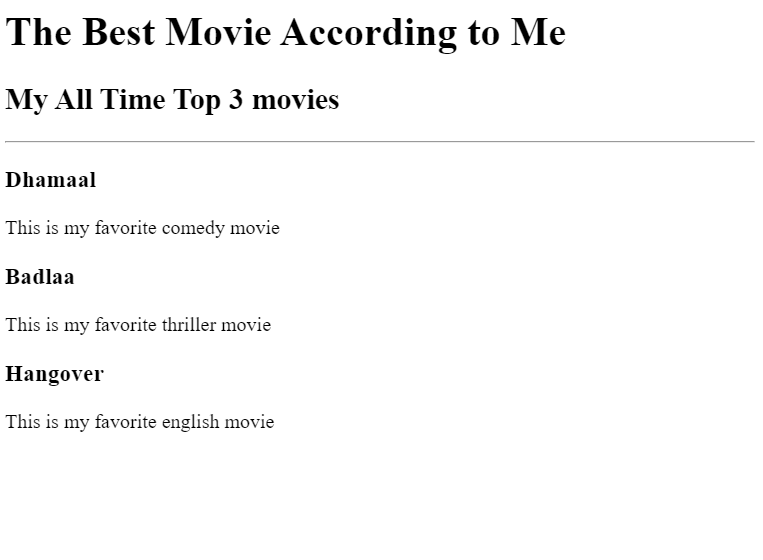 The Best Movie According to Me
My All Time Top 3 movies
Dhamaal
This is my favorite comedy movie
Badlaa
This is my favorite thriller movie
Hangover
This is my favorite english movie